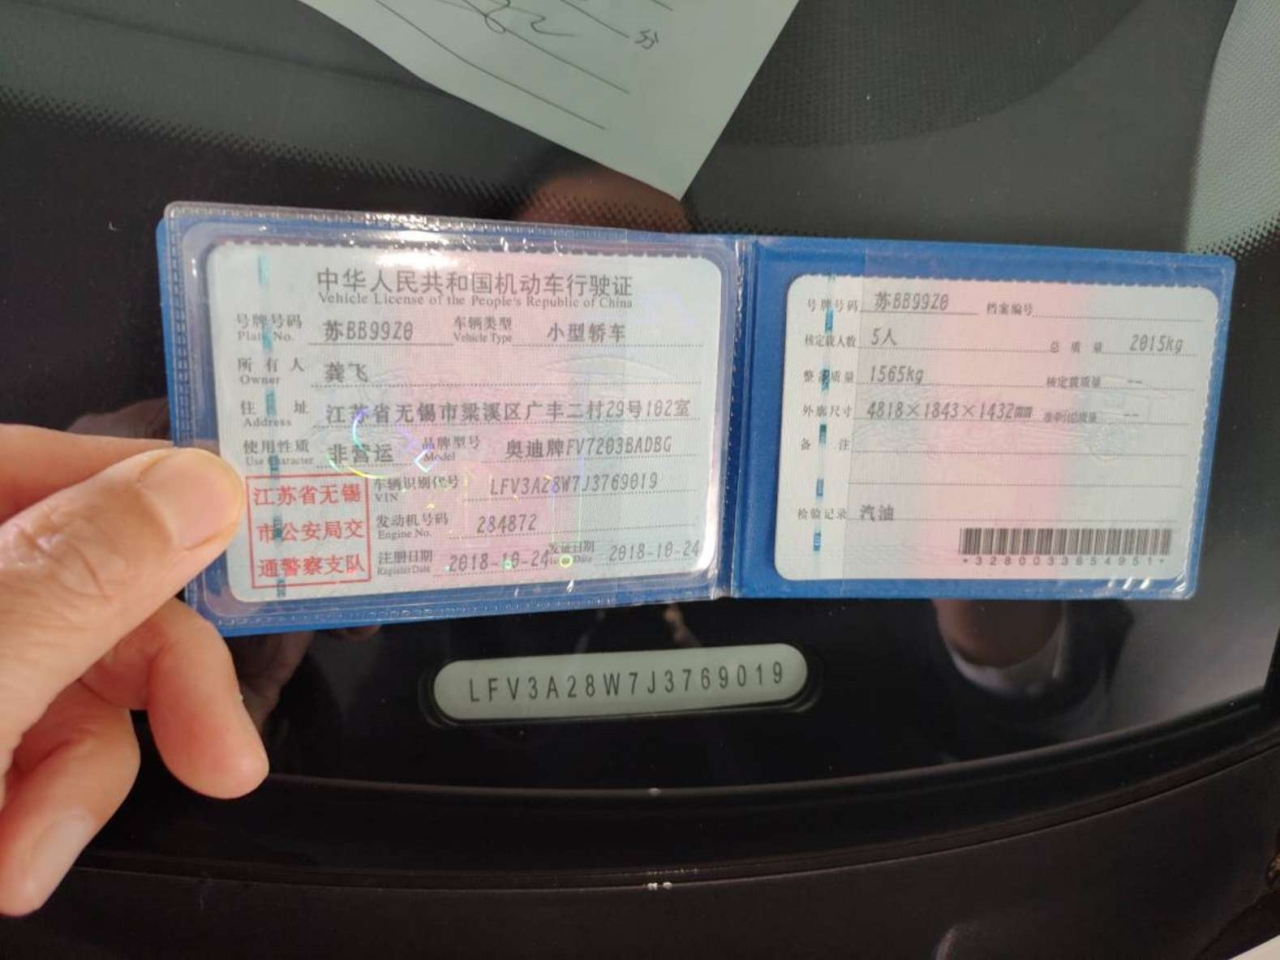 分
中华人民共和国机动车行驶证
Vehicle License of the People's Republic of China
号牌号码 苏BB99Z0 车辆类型 小型轿车
Plate No. Vehicle Type
所有人 龚飞
Owner
住址 江苏省无锡市梁溪区广丰二村29号102室
Address
使用性质 非营运 品牌型号 奥迪牌FV7203BADBG
Use Character Model
江苏省无锡市公安局交通警察支队
车辆识别代号 LFV3A28W7J3769019
VIN
发动机号码 284872
Engine No.
注册日期 2018-10-24 发证日期 2018-10-24
Register Date Issue Date
号牌号码 苏BB99Z0 档案编号
核定载人数 5人 总质量 2015kg
整备质量 1565kg 核定载质量 --
外廓尺寸 4818×1843×1432mm 准牵引总质量 --
备注
检验记录 汽油
LFV3A28W7J3769019